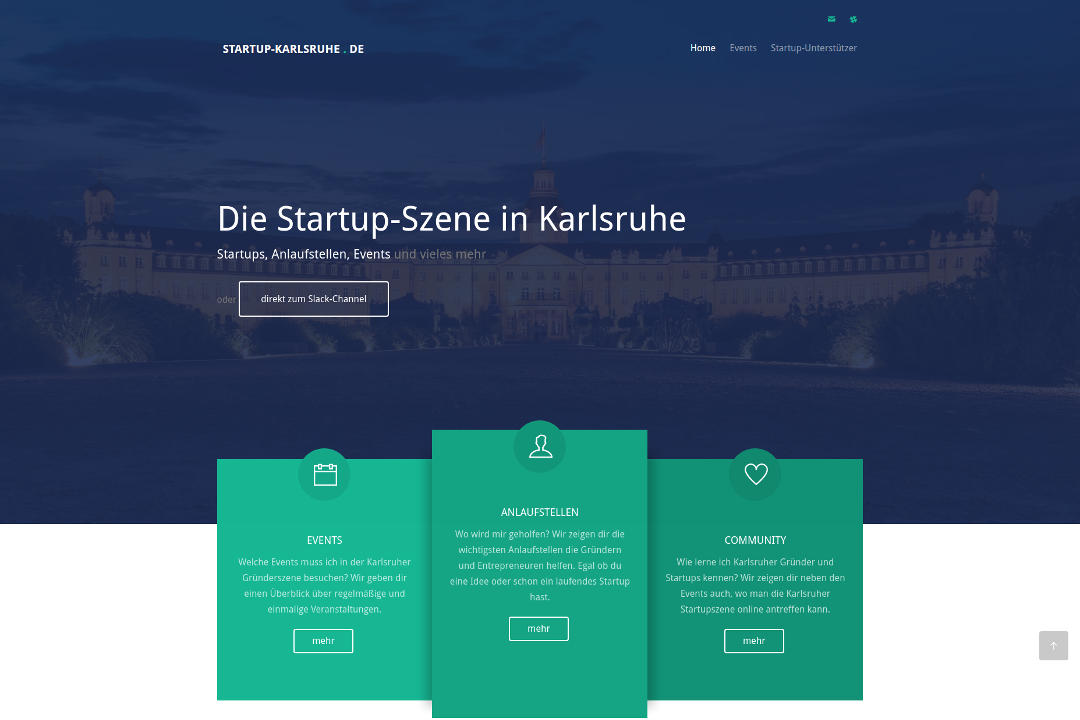 STARTUP-KARLSRUHE . DE
Home Events Startup-Unterstützer
Die Startup-Szene in Karlsruhe
Startups, Anlaufstellen, Events und vieles mehr
oder direkt zum Slack-Channel
EVENTS
Welche Events muss ich in der Karlsruher
Gründerszene besuchen? Wir geben dir
einen Überblick über regelmäßige und
einmalige Veranstaltungen.
mehr
ANLAUFSTELLEN
Wo wird mir geholfen? Wir zeigen dir die
wichtigsten Anlaufstellen die Gründern
und Entrepreneuren helfen. Egal ob du
eine Idee oder schon ein laufendes Startup
hast.
mehr
COMMUNITY
Wie lerne ich Karlsruher Gründer und
Startups kennen? Wir zeigen dir neben den
Events auch, wo man die Karlsruher
Startupszene online antreffen kann.
mehr